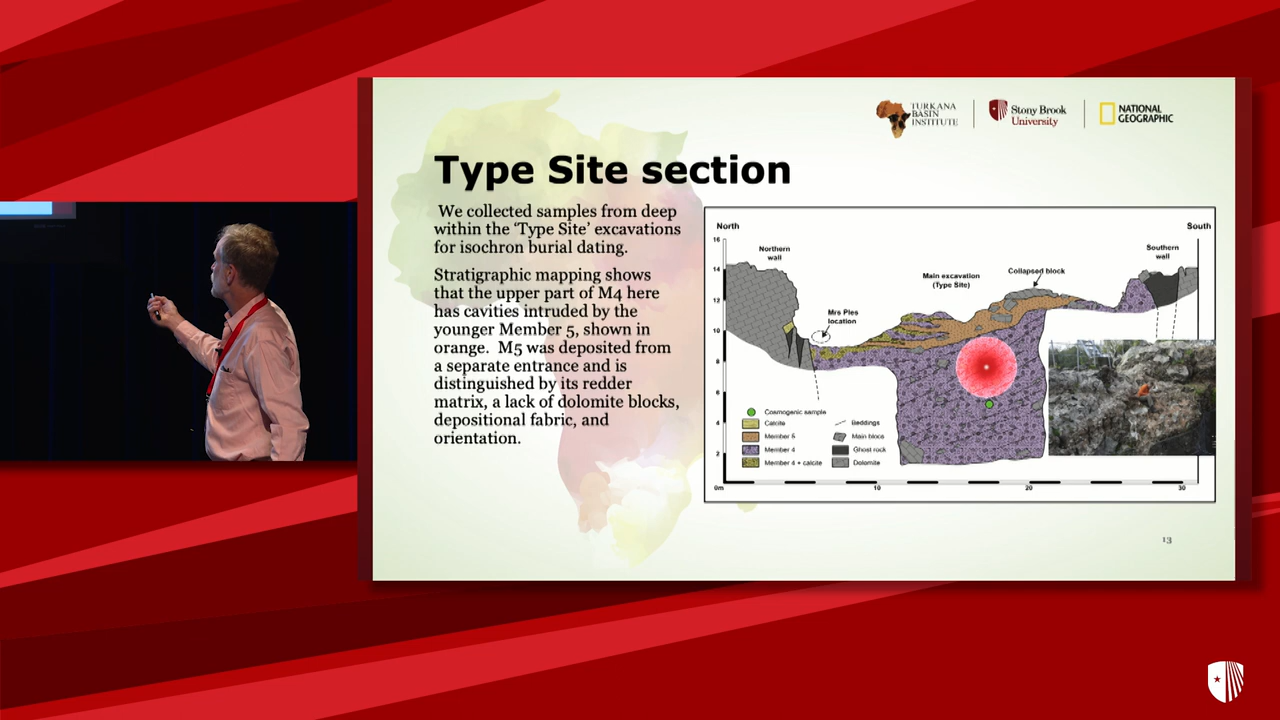 TURKANA
BASIN
INSTITUTE
Stony Brook
University
NATIONAL
GEOGRAPHIC
Type Site section
We collected samples from deep
within the ‘Type Site’ excavations
for isochron burial dating.
Stratigraphic mapping shows
that the upper part of M4 here
has cavities intruded by the
younger Member 5, shown in
orange. M5 was deposited from
a separate entrance and is
distinguished by its redder
matrix, a lack of dolomite blocks,
depositional fabric, and
orientation.
North
South
16
14
12
10
8
6
4
2
0m
10
20
30
Northern
wall
Mrs Ples
location
Main excavation
(Type Site)
Collapsed block
Southern
wall
Cosmogenic sample
Calcite
Member 5
Member 4
Member 4 + calcite
Beddings
Main blocs
Ghost rock
Dolomite
13